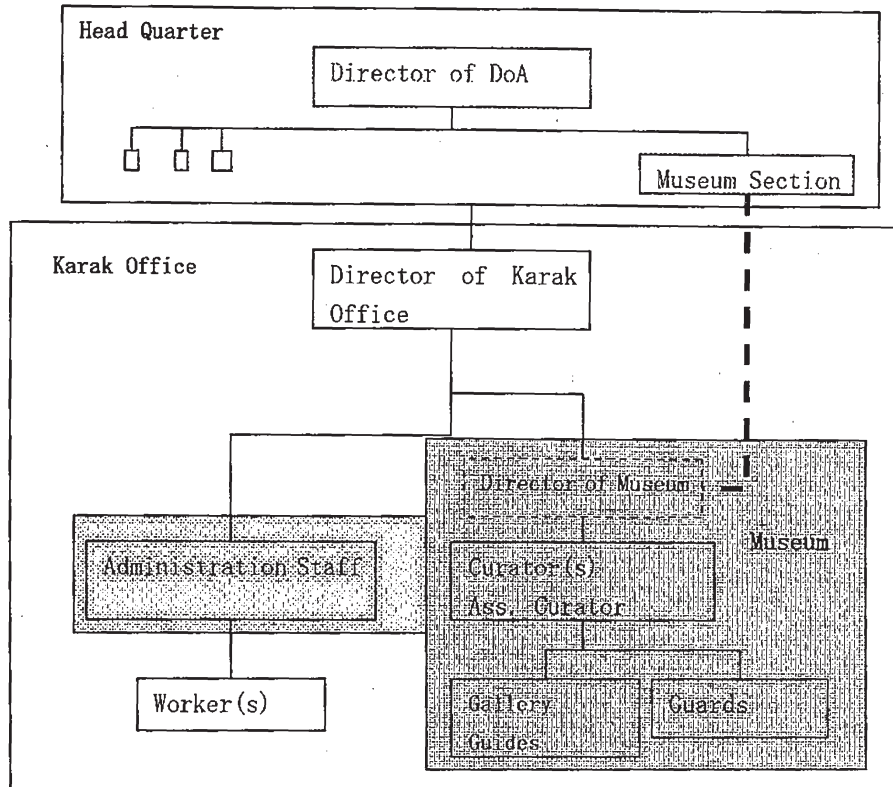 Head Quarter
Director of DoA
Museum Section
Karak Office
Director of Karak
Office
Director of Museum
Museum
Administration Staff
Curator(s)
Ass. Curator
Worker(s)
Gallery
Guides
Guards